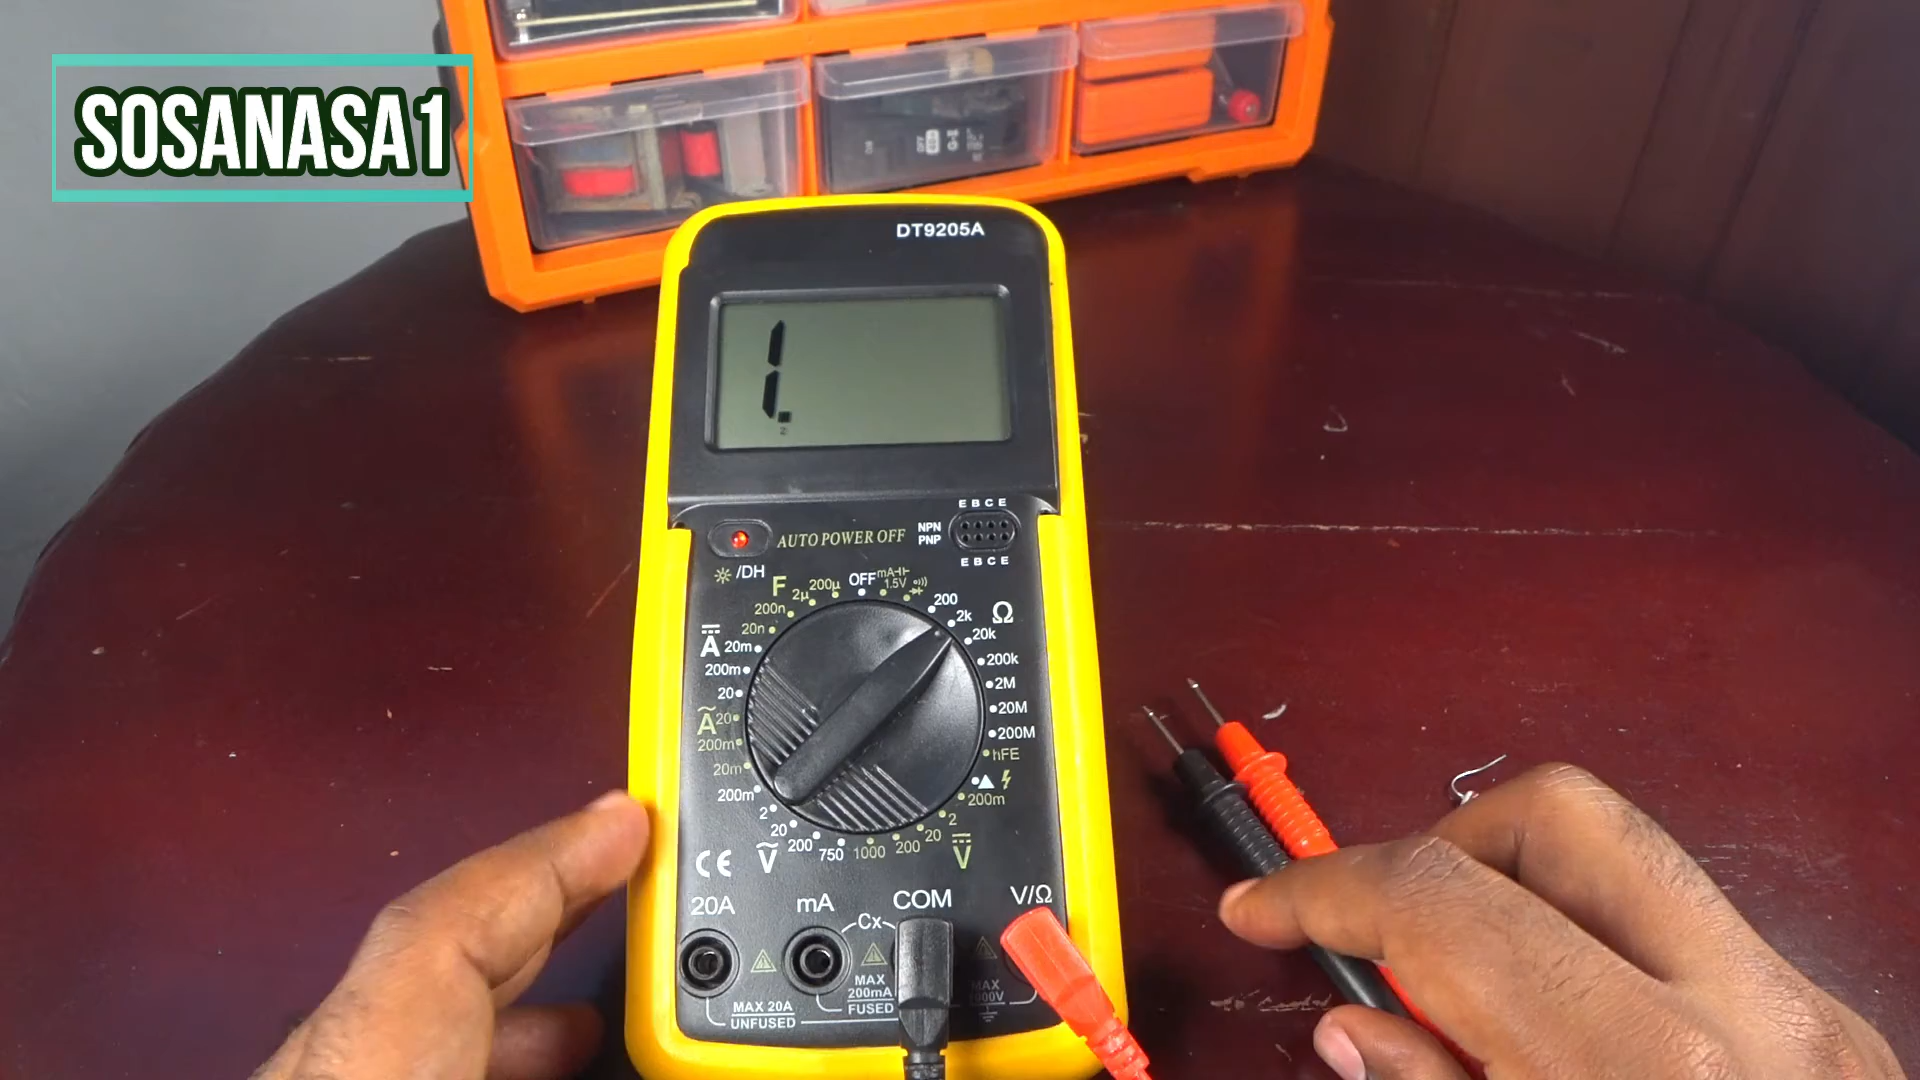 SOSANASA1
DT9205A
1.
2
E B C E
NPN
PNP
E B C E
AUTO POWER OFF
/DH
F
200n
2µ
200µ
OFF
mA
1.5V
200
2k
Ω
20k
200k
2M
20M
200M
hFE
200m
2
20
V
200
1000
750
200
V
20
2
200m
20m
200m
A
20
20
200m
A
20m
20n
CE
20A
mA
COM
V/Ω
Cx
MAX 20A
UNFUSED
MAX
200mA
FUSED
MAX
1000V